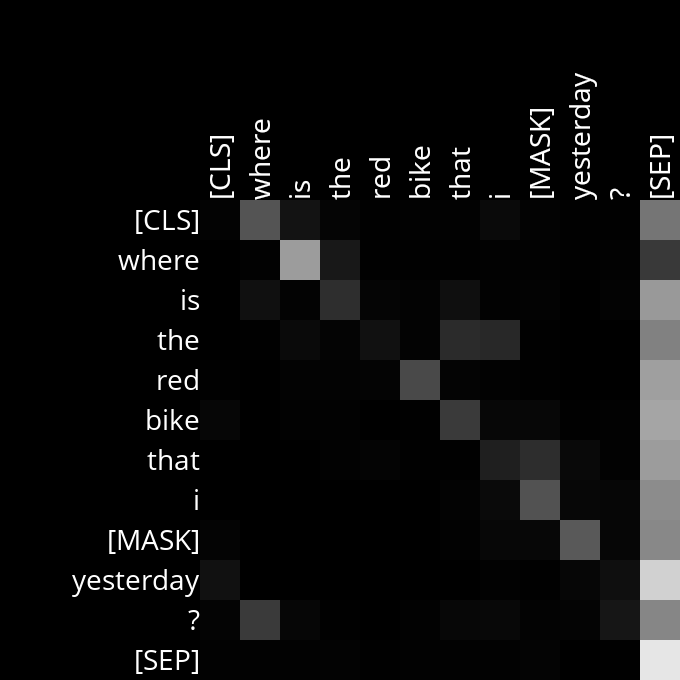 [CLS] where is the red bike that i [MASK] yesterday ? [SEP]
[CLS]
where
is
the
red
bike
that
i
[MASK]
yesterday
?
[SEP]